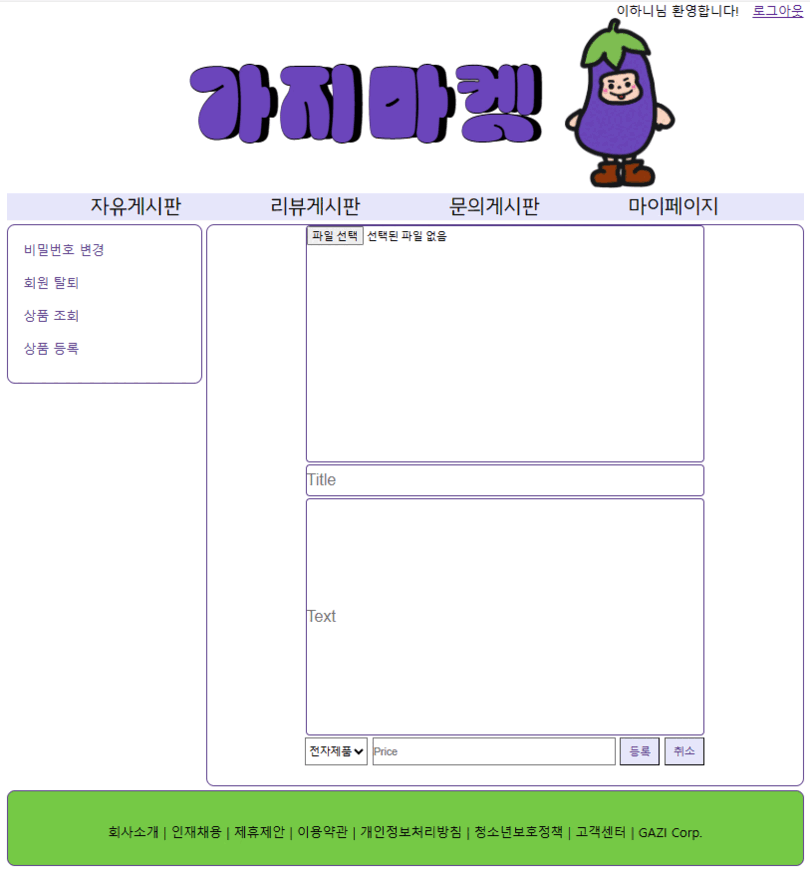 이하니님 환영합니다! 로그아웃
가지마켓
자유게시판 리뷰게시판 문의게시판 마이페이지
비밀번호 변경
회원 탈퇴
상품 조회
상품 등록
파일 선택 선택된 파일 없음
Title
Text
전자제품 Price 등록 취소
회사소개 | 인재채용 | 제휴제안 | 이용약관 | 개인정보처리방침 | 청소년보호정책 | 고객센터 | GAZI Corp.